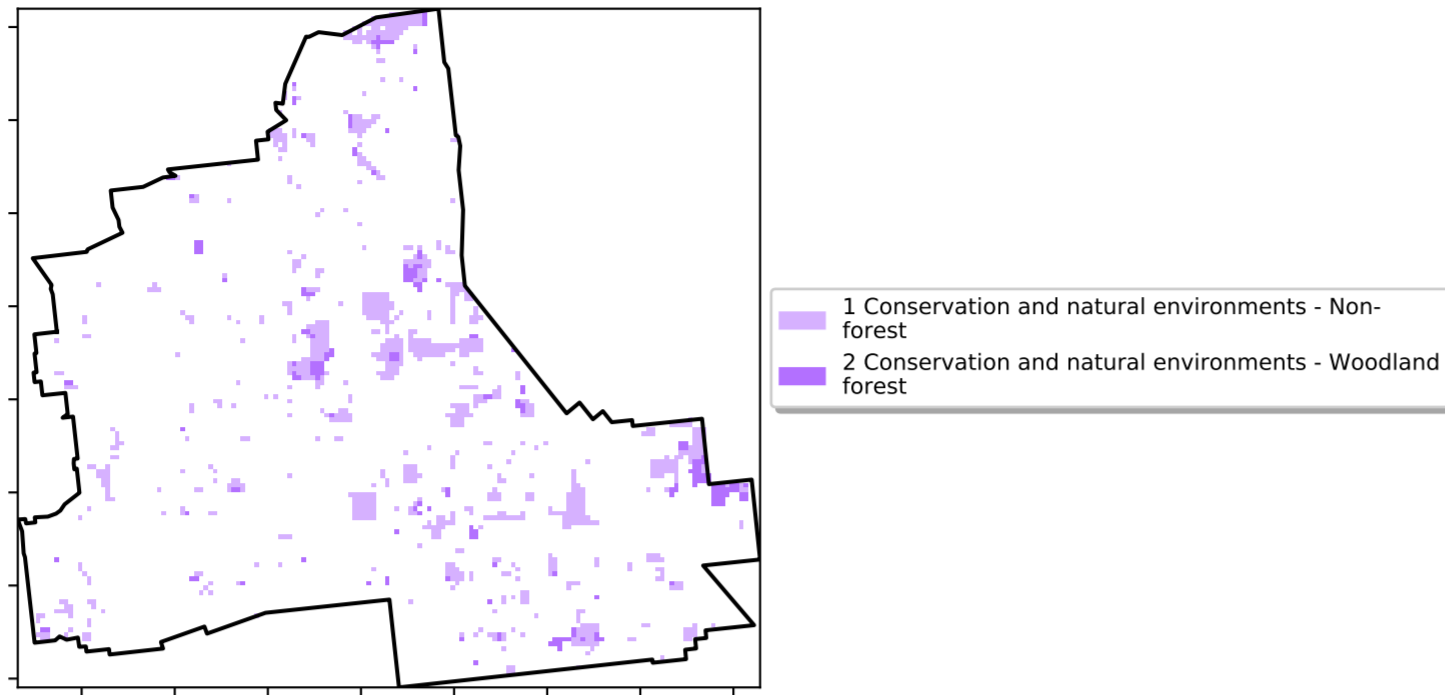 1 Conservation and natural environments - Non-
forest
2 Conservation and natural environments - Woodland
forest